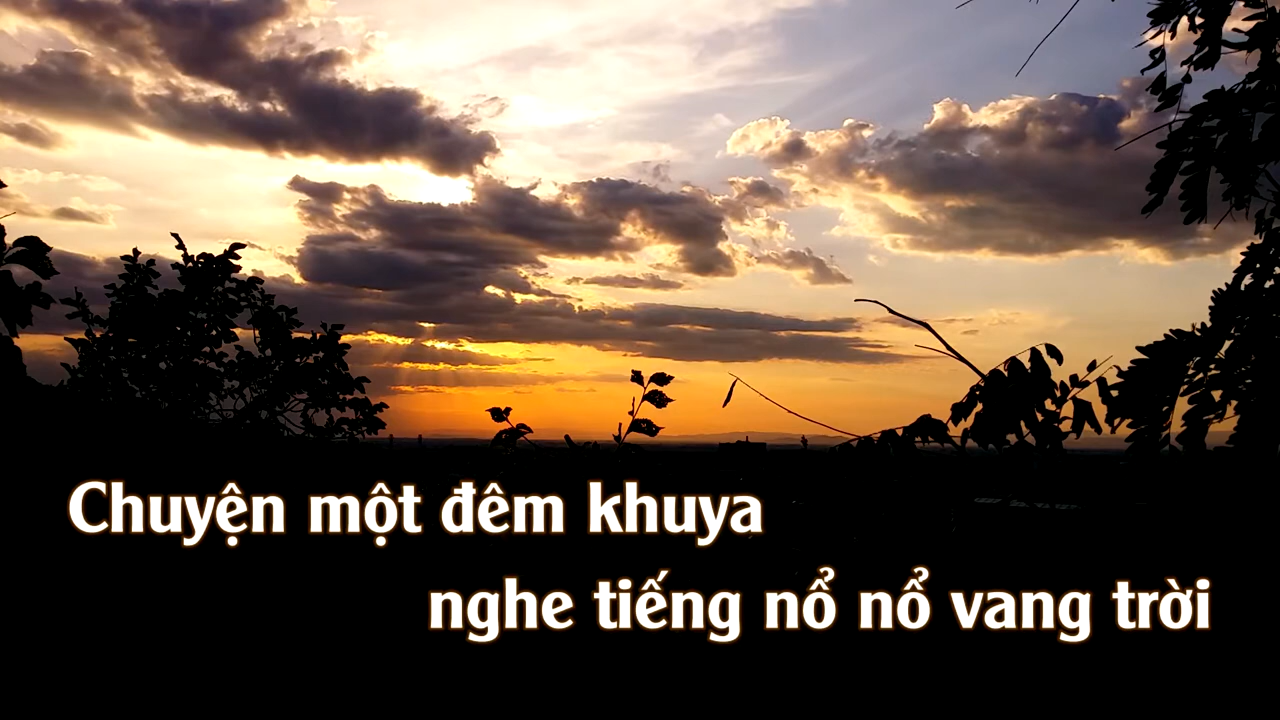 Chuyện một đêm khuya
nghe tiếng nổ nổ vang trời